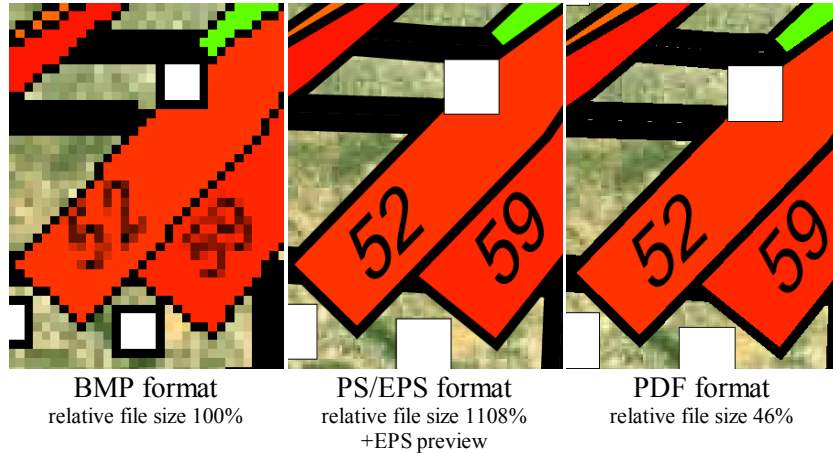 52
59
52
59
52
59
BMP format
relative file size 100%
PS/EPS format
relative file size 1108%
+EPS preview
PDF format
relative file size 46%